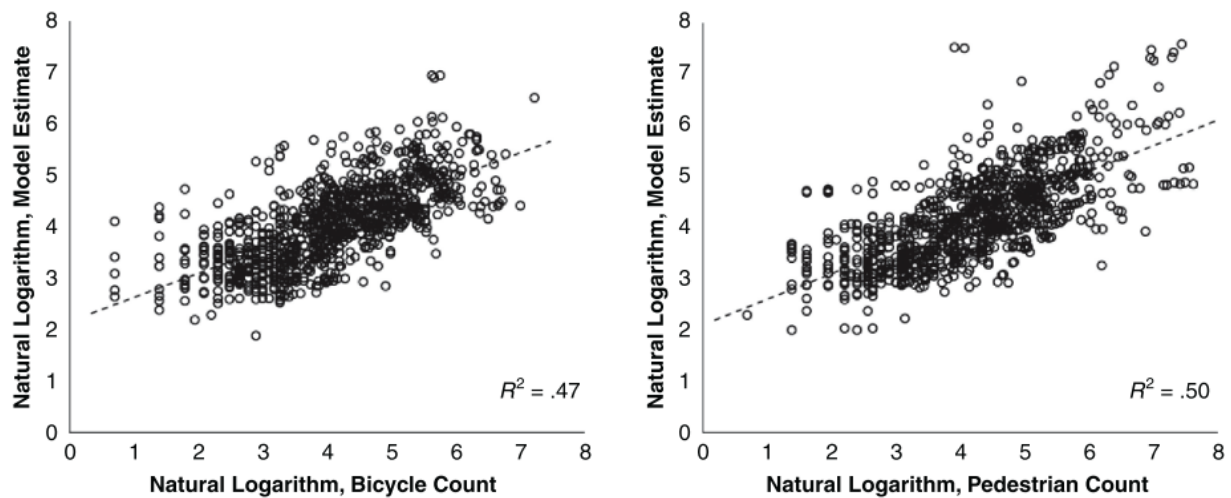 Natural Logarithm, Model Estimate
8
7
6
5
4
3
2
1
0
R² = .47
0 1 2 3 4 5 6 7 8
Natural Logarithm, Bicycle Count
Natural Logarithm, Model Estimate
8
7
6
5
4
3
2
1
0
R² = .50
0 1 2 3 4 5 6 7 8
Natural Logarithm, Pedestrian Count